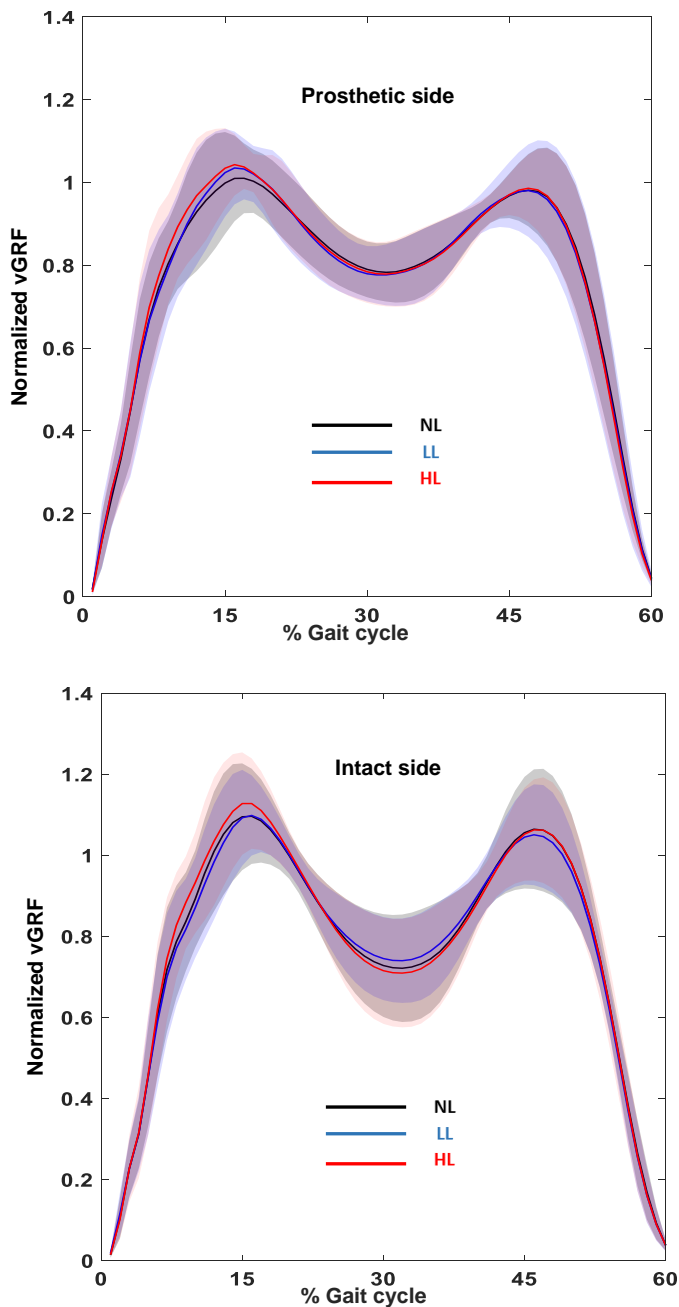 1.4
1.2
Prosthetic side
1
0.8
Normalized vGRF
0.6
0.4
NL
LL
HL
0.2
0
0 15 30 45 60
% Gait cycle
1.4
1.2
Intact side
1
0.8
Normalized vGRF
0.6
0.4
NL
LL
HL
0.2
0
0 15 30 45 60
% Gait cycle